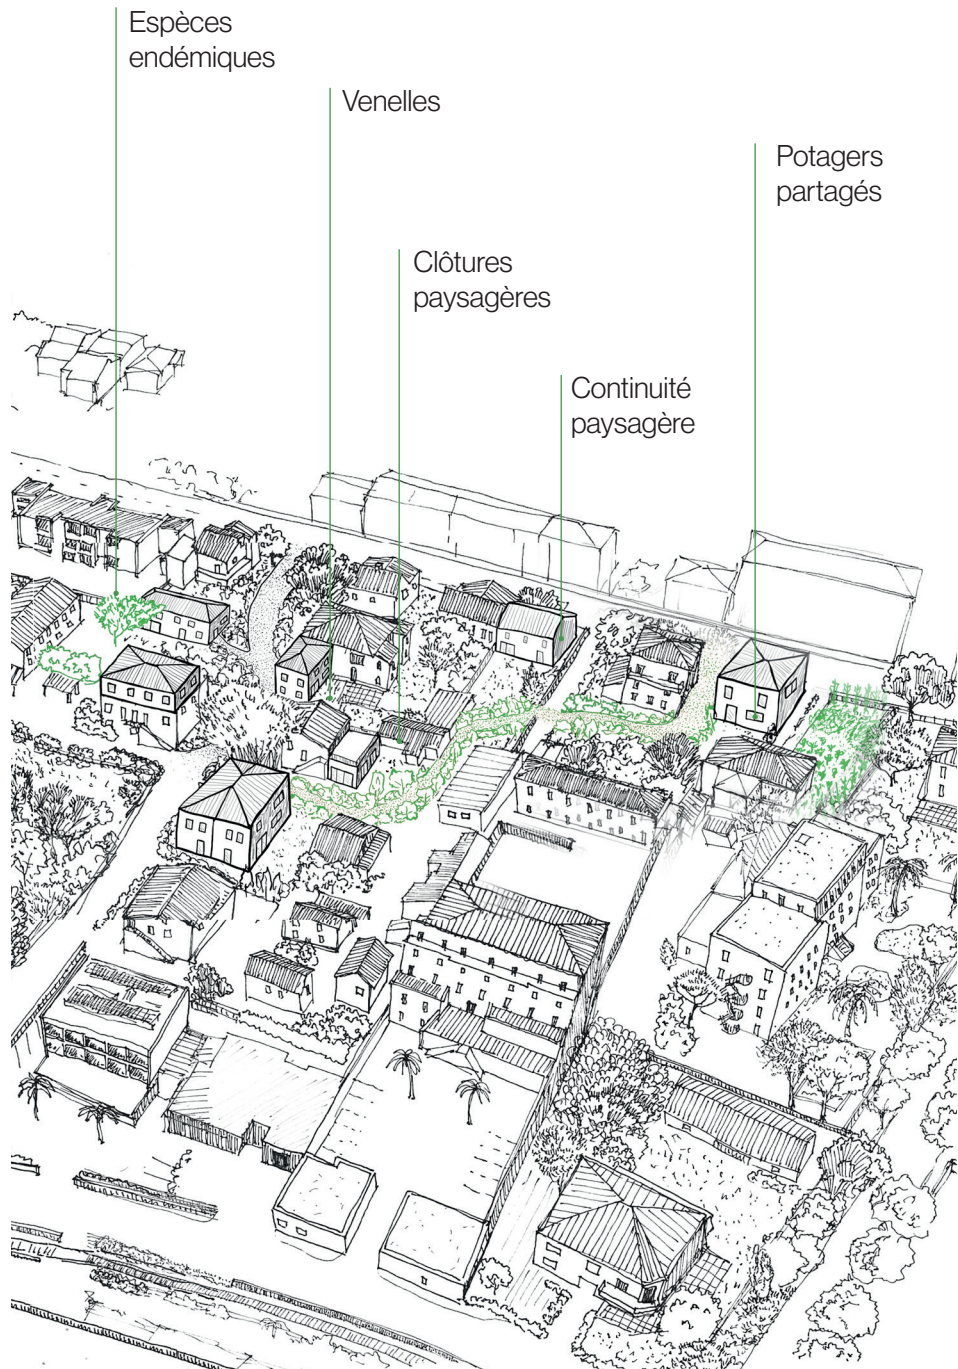 Espèces
endémiques
Venelles
Potagers
partagés
Clôtures
paysagères
Continuité
paysagère